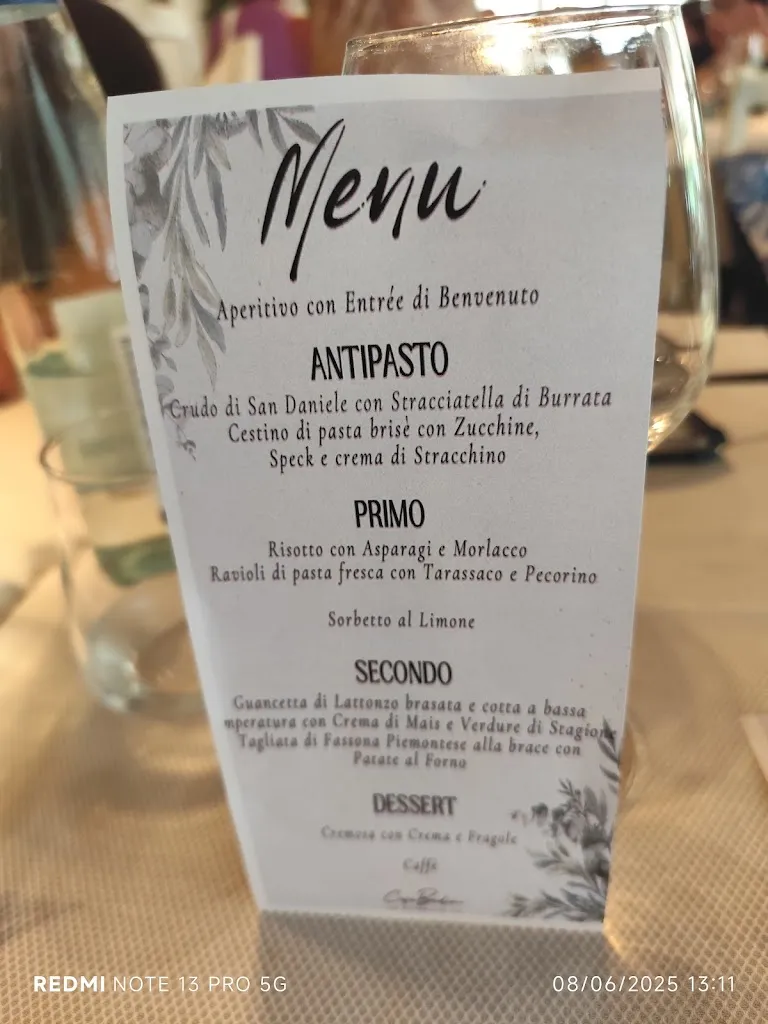 Menu
Aperitivo con Entrée di Benvenuto
ANTIPASTO
Crudo di San Daniele con Stracciatella di Burrata
Cestino di pasta brisè con Zucchine,
Speck e crema di Stracchino
PRIMO
Risotto con Asparagi e Morlacco
Ravioli di pasta fresca con Tarassaco e Pecorino
Sorbetto al Limone
SECONDO
Guancetta di Lattonzo brasata e cotta a bassa
mperatura con Crema di Mais e Verdure di Stagione
Tagliata di Fassona Piemontese alla brace con
Patate al Forno
DESSERT
Cremosa con Crema e Fragole
Caffè
REDMI NOTE 13 PRO 5G
08/06/2025 13:11